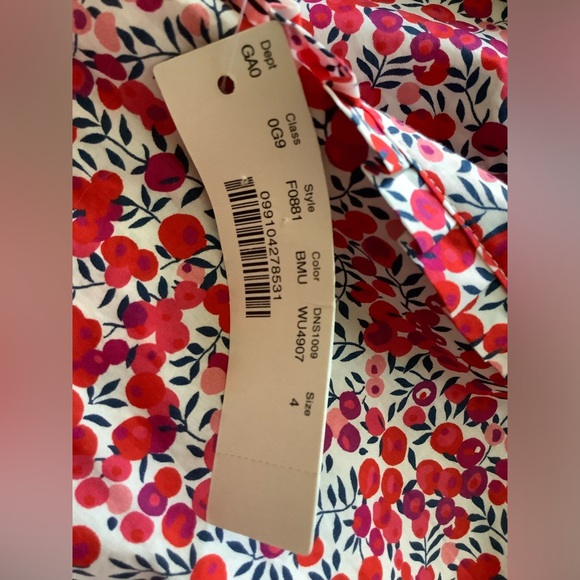 Dept
GA0
Class
0G9
Style
F0881
Color
BMU
DNS1009
WU4907
Size
4
099104278531